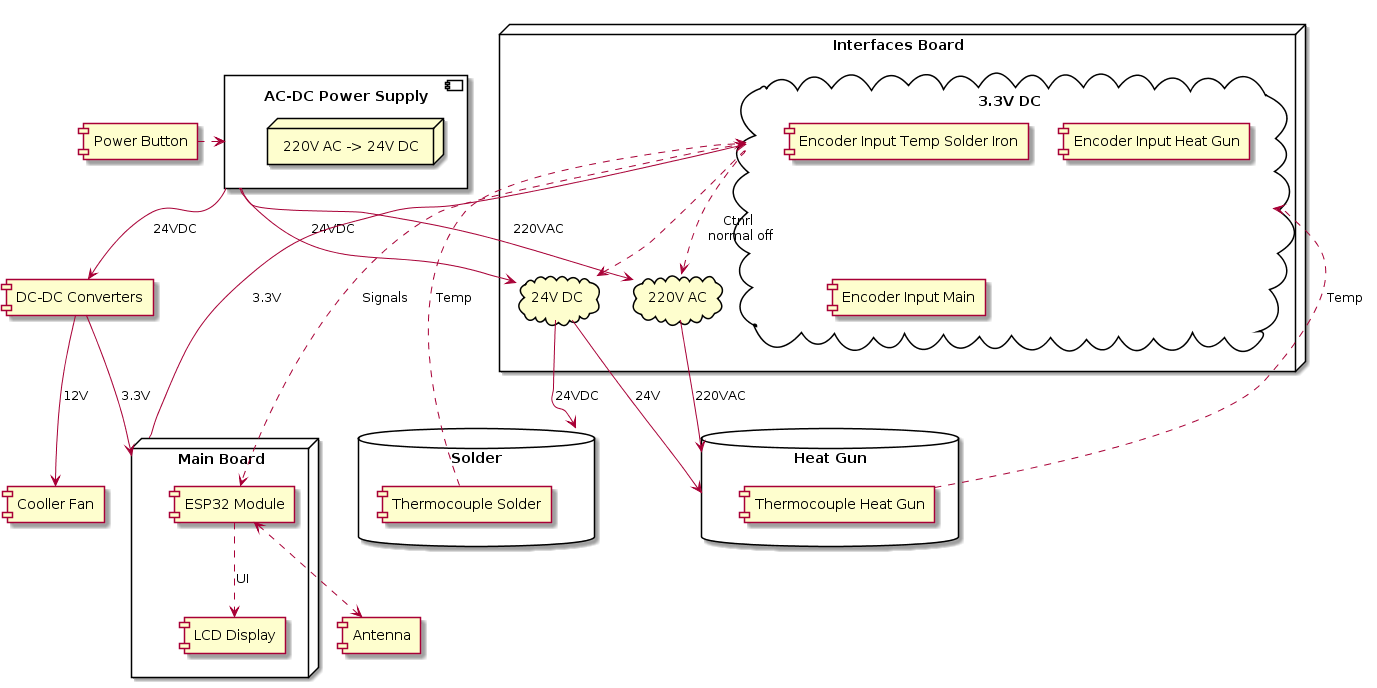 Interfaces Board
AC-DC Power Supply
3.3V DC
Power Button
220V AC -> 24V DC
Encoder Input Temp Solder Iron
Encoder Input Heat Gun
24VDC
24VDC
220VAC
Ctnrl
normal off
DC-DC Converters
3.3V
Signals
Temp
24V DC
220V AC
Encoder Input Main
Temp
12V
3.3V
24VDC
24V
220VAC
Main Board
Solder
Heat Gun
Cooller Fan
ESP32 Module
Thermocouple Solder
Thermocouple Heat Gun
UI
LCD Display
Antenna